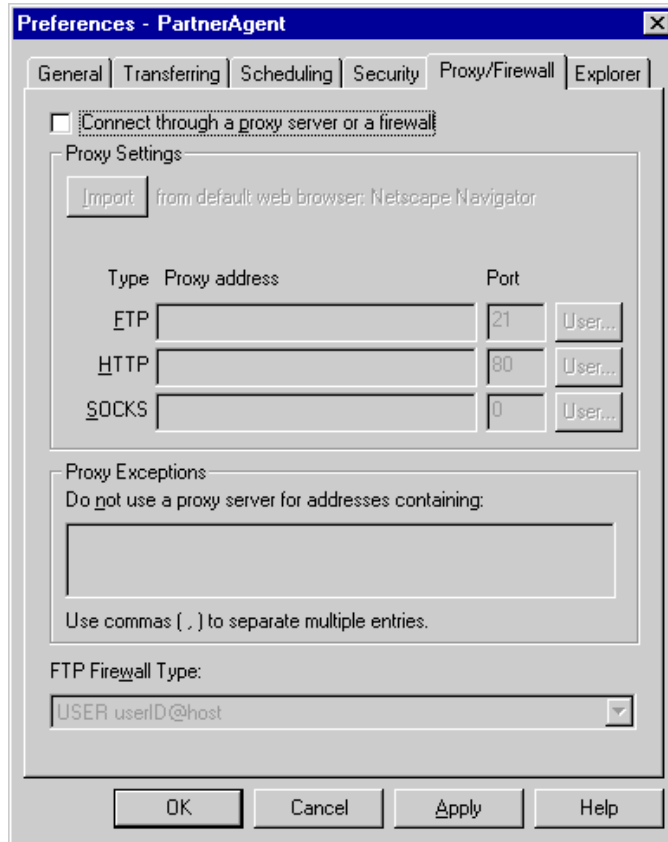 Preferences - PartnerAgent
General Transferring Scheduling Security Proxy/Firewall Explorer
Connect through a proxy server or a firewall
Proxy Settings
Import from default web browser: Netscape Navigator
Type Proxy address Port
FTP 21 User...
HTTP 80 User...
SOCKS 0 User...
Proxy Exceptions
Do not use a proxy server for addresses containing:
Use commas ( , ) to separate multiple entries.
FTP Firewall Type:
USER userID@host
OK Cancel Apply Help